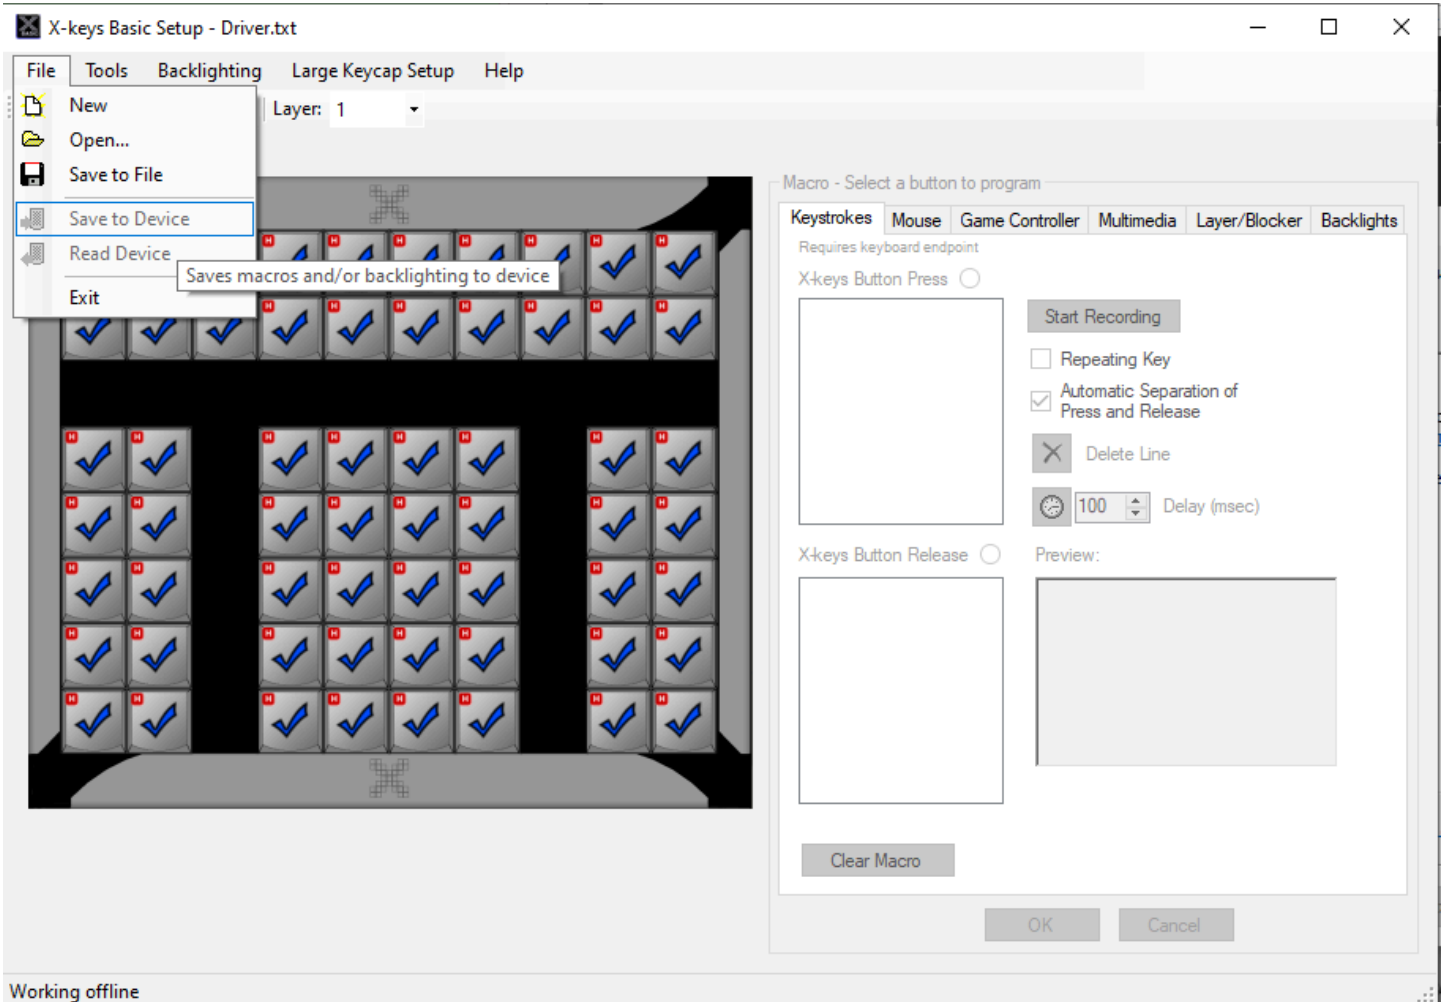 X-keys Basic Setup - Driver.txt
File Tools Backlighting Large Keycap Setup Help
New
Layer: 1
Open...
Save to File
Save to Device
Read Device
Saves macros and/or backlighting to device
Exit
Macro - Select a button to program
Keystrokes Mouse Game Controller Multimedia Layer/Blocker Backlights
Requires keyboard endpoint
X-keys Button Press
Start Recording
Repeating Key
Automatic Separation of
Press and Release
Delete Line
100 Delay (msec)
X-keys Button Release
Preview:
Clear Macro
OK Cancel
Working offline